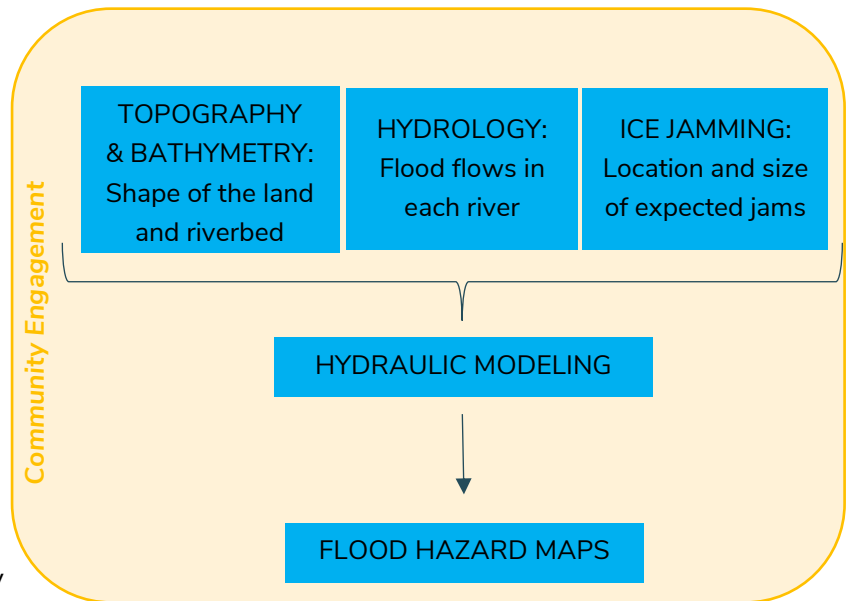 TOPOGRAPHY
& BATHYMETRY:
Shape of the land
and riverbed
HYDROLOGY:
Flood flows in
each river
ICE JAMMING:
Location and size
of expected jams
Community Engagement
HYDRAULIC MODELING
FLOOD HAZARD MAPS